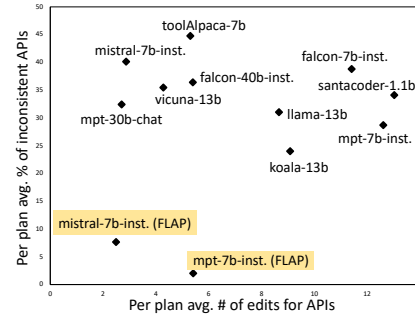 Per plan avg. % of inconsistent APIs
50
45
40
35
30
25
20
15
10
5
0
toolAlpaca-7b
mistral-7b-inst.
falcon-7b-inst.
falcon-40b-inst.
santacoder-1.1b
vicuna-13b
mpt-30b-chat
llama-13b
mpt-7b-inst.
koala-13b
mistral-7b-inst. (FLAP)
mpt-7b-inst. (FLAP)
0 2 4 6 8 10 12
Per plan avg. # of edits for APIs